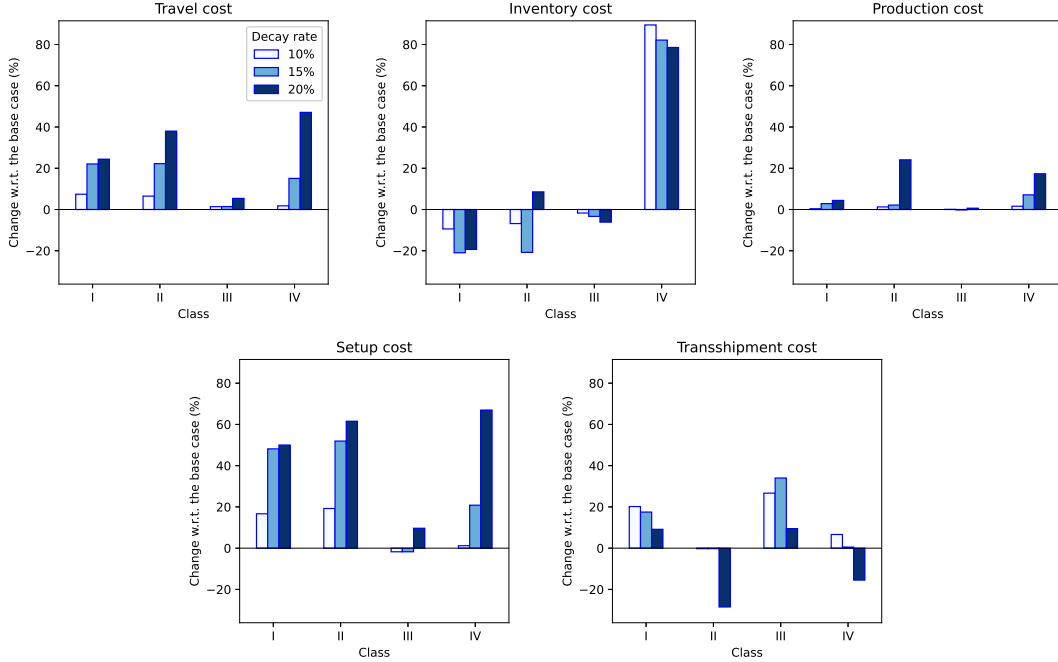 Travel cost
Change w.r.t. the base case (%)
80
60
40
20
0
−20
Decay rate
10%
15%
20%
I II III IV
Class
Inventory cost
Change w.r.t. the base case (%)
80
60
40
20
0
−20
I II III IV
Class
Production cost
Change w.r.t. the base case (%)
80
60
40
20
0
−20
I II III IV
Class
Setup cost
Change w.r.t. the base case (%)
80
60
40
20
0
−20
I II III IV
Class
Transshipment cost
Change w.r.t. the base case (%)
80
60
40
20
0
−20
I II III IV
Class